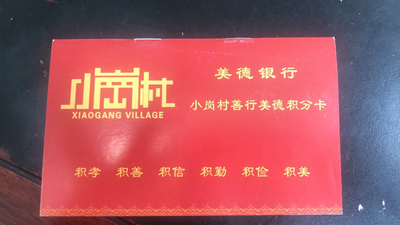 小岗村
XIAOGANG VILLAGE
美德银行
小岗村善行美德积分卡
积孝 积善 积信 积勤 积俭 积美